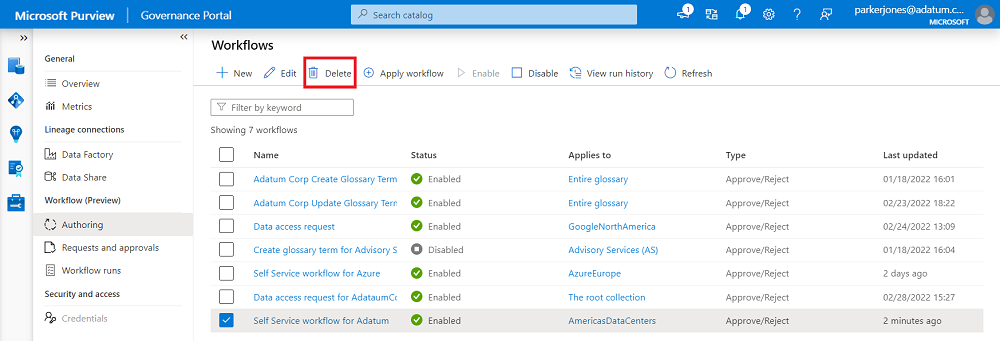 Microsoft Purview | Governance Portal
Search catalog
1
1
parkerjones@adatum.c...
MICROSOFT
General
Overview
Metrics
Lineage connections
Data Factory
Data Share
Workflow (Preview)
Authoring
Requests and approvals
Workflow runs
Security and access
Credentials
Workflows
New Edit Delete Apply workflow Enable Disable View run history Refresh
Filter by keyword
Showing 7 workflows
Name Status Applies to Type Last updated
Adatum Corp Create Glossary Term Enabled Entire glossary Approve/Reject 01/18/2022 16:01
Adatum Corp Update Glossary Term Enabled Entire glossary Approve/Reject 02/23/2022 18:22
Data access request Enabled GoogleNorthAmerica Approve/Reject 02/24/2022 13:09
Create glossary term for Advisory S Disabled Advisory Services (AS) Approve/Reject 01/18/2022 16:04
Self Service workflow for Azure Enabled AzureEurope Approve/Reject 2 days ago
Data access request for AdataumCo Enabled The root collection Approve/Reject 02/28/2022 15:27
Self Service workflow for Adatum Enabled AmericasDataCenters Approve/Reject 2 minutes ago